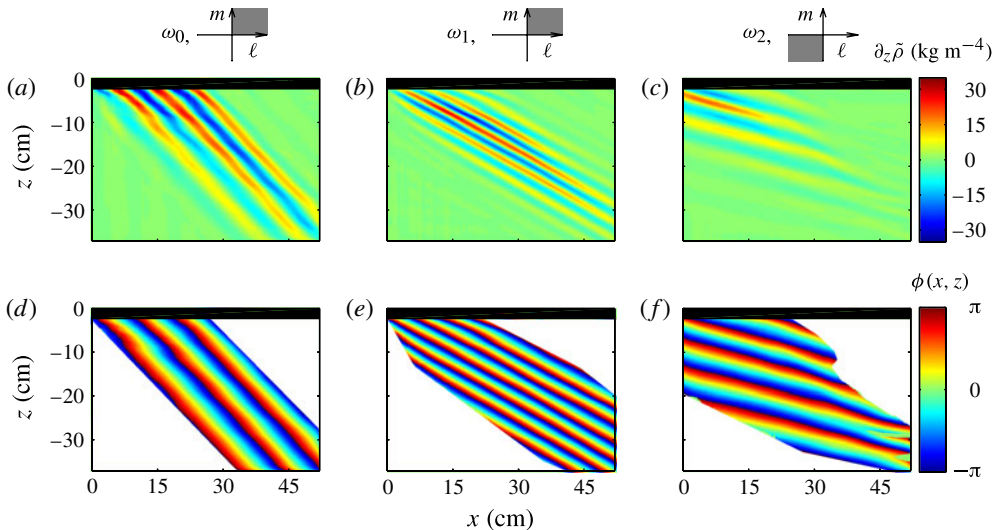 ω0, m ℓ ω1, m ℓ ω2, m ℓ
∂z ρ̃ (kg m−4)
(a) (b) (c)
z (cm) 0 −10 −20 −30
30 15 0 −15 −30
(d) (e) (f) ϕ(x, z)
z (cm) 0 −10 −20 −30
π 0 −π
0 15 30 45 0 15 30 45 0 15 30 45
x (cm)